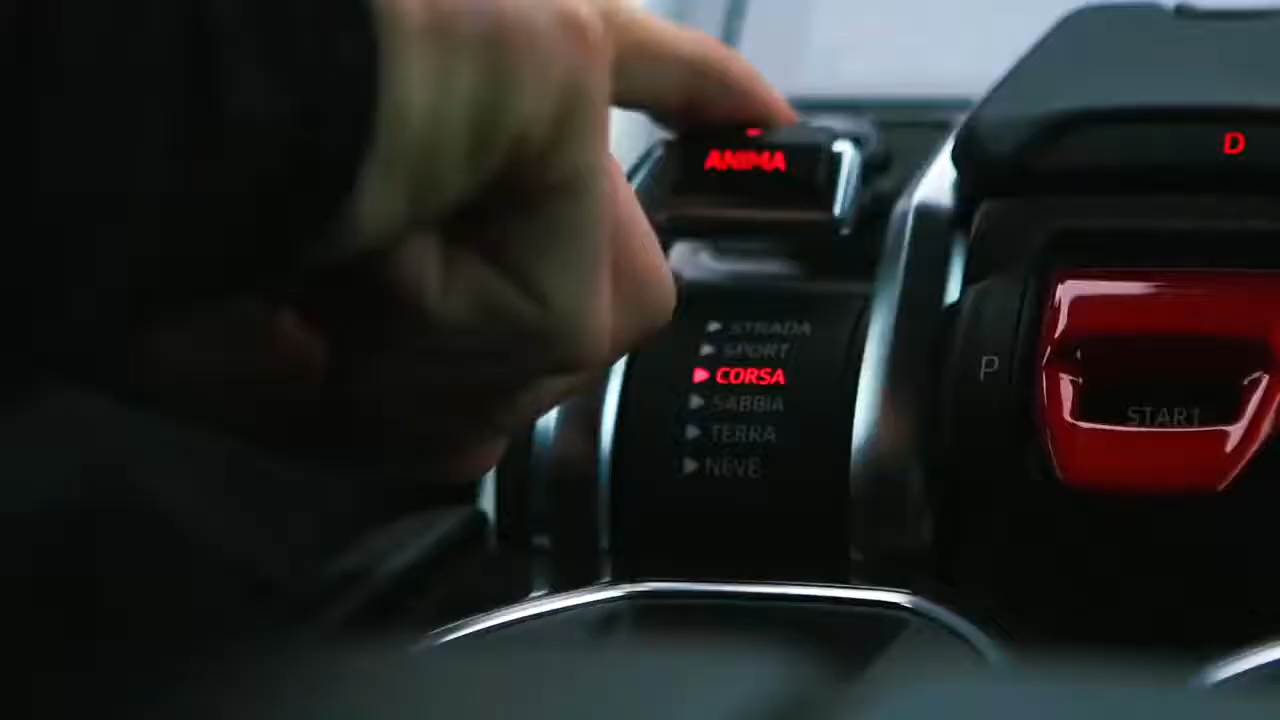 ANIMA
D
STRADA
SPORT
CORSA
SABBIA
TERRA
NEVE
P
START